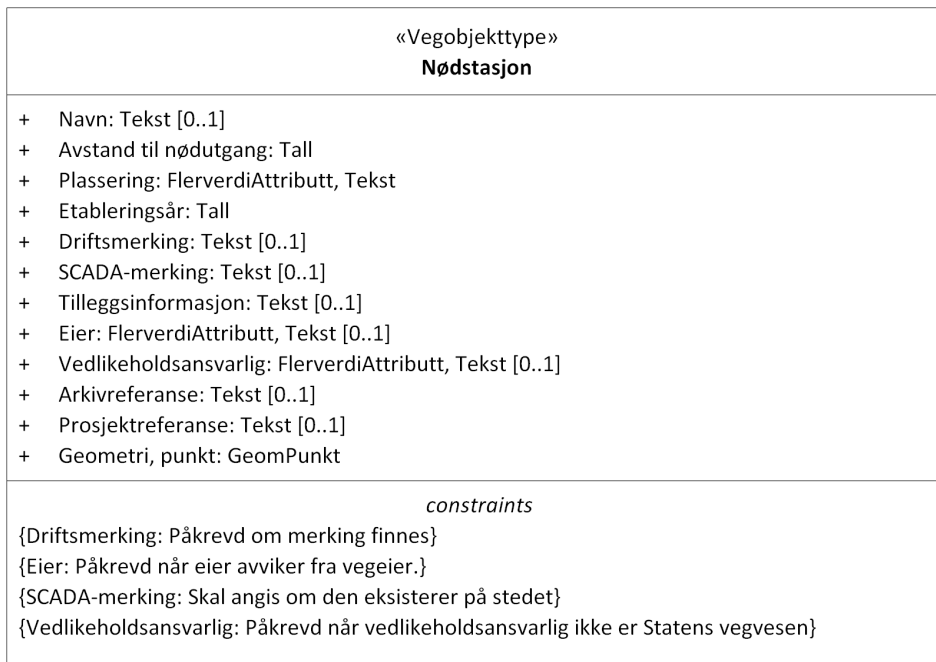 «Vegobjekttype»
Nødstasjon
+ Navn: Tekst [0..1]
+ Avstand til nødutgang: Tall
+ Plassering: FlerverdiAttributt, Tekst
+ Etableringsår: Tall
+ Driftsmerking: Tekst [0..1]
+ SCADA-merking: Tekst [0..1]
+ Tilleggsinformasjon: Tekst [0..1]
+ Eier: FlerverdiAttributt, Tekst [0..1]
+ Vedlikeholdsansvarlig: FlerverdiAttributt, Tekst [0..1]
+ Arkivreferanse: Tekst [0..1]
+ Prosjektreferanse: Tekst [0..1]
+ Geometri, punkt: GeomPunkt
constraints
{Driftsmerking: Påkrevd om merking finnes}
{Eier: Påkrevd når eier avviker fra vegeier.}
{SCADA-merking: Skal angis om den eksisterer på stedet}
{Vedlikeholdsansvarlig: Påkrevd når vedlikeholdsansvarlig ikke er Statens vegvesen}